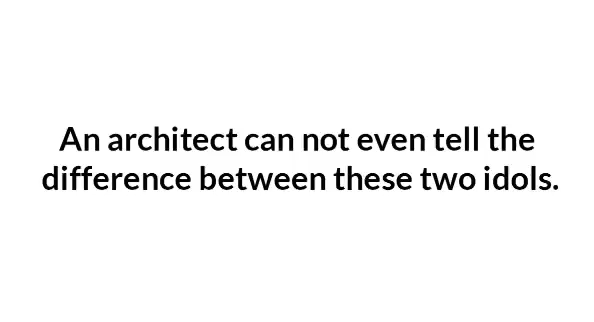 An architect can not even tell the
difference between these two idols.